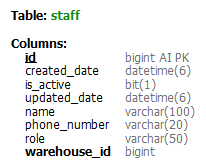 Table: staff
Columns:
id bigint AI PK
created_date datetime(6)
is_active bit(1)
updated_date datetime(6)
name varchar(100)
phone_number varchar(20)
role varchar(50)
warehouse_id bigint